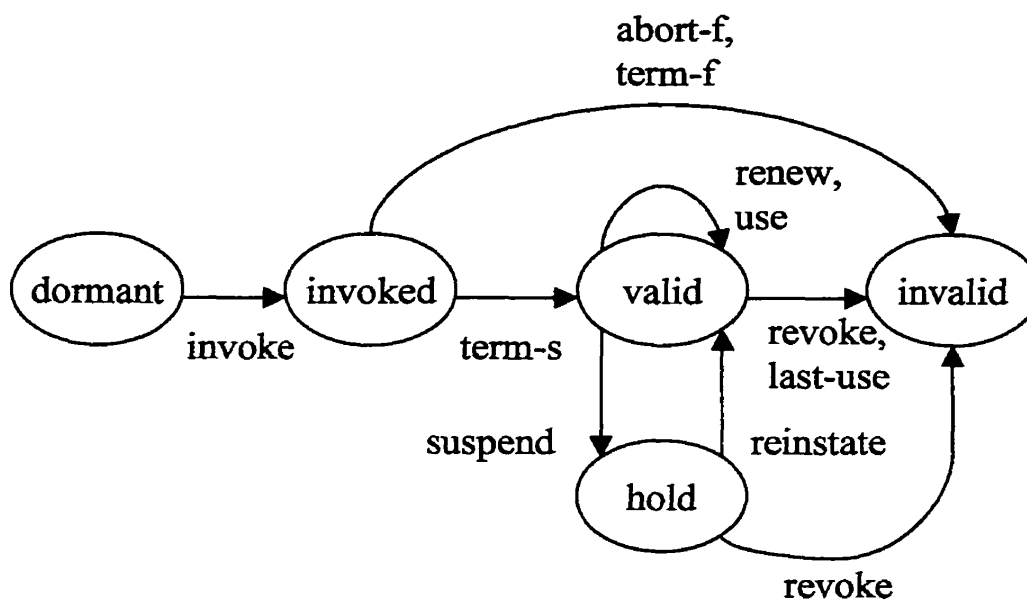 abort-f,
term-f
renew,
use
dormant
invoked
valid
invalid
invoke
term-s
revoke,
last-use
suspend
reinstate
hold
revoke